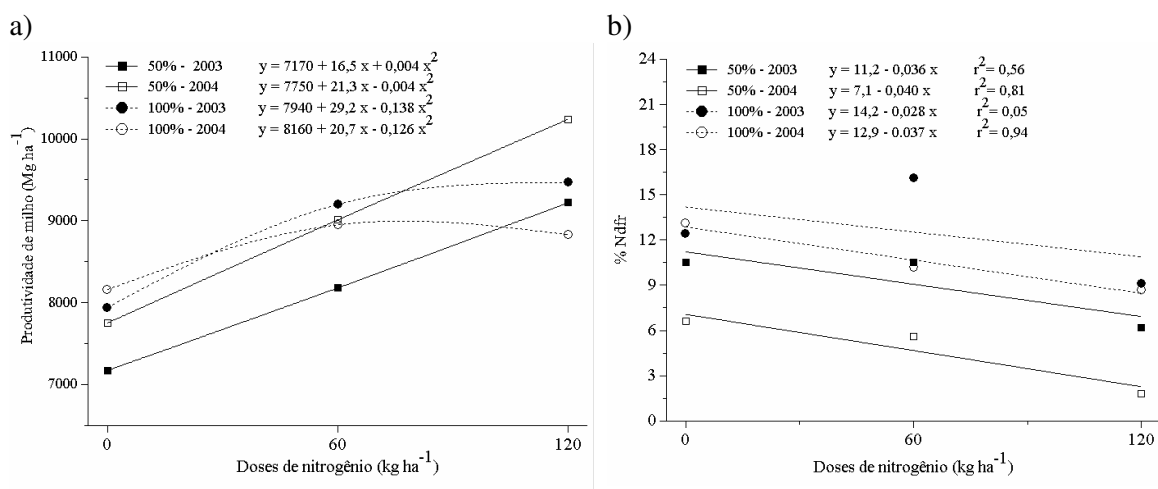 a)
11000
10000
9000
8000
7000
Produtividade de milho (Mg ha⁻¹)
50% - 2003 y = 7170 + 16,5 x + 0,004 x²
50% - 2004 y = 7750 + 21,3 x - 0,004 x²
100% - 2003 y = 7940 + 29,2 x - 0,138 x²
100% - 2004 y = 8160 + 20,7 x - 0,126 x²
0 60 120
Doses de nitrogênio (kg ha⁻¹)
b)
24
21
18
15
12
9
6
3
0
% Ndfr
50% - 2003 y = 11,2 - 0,036 x r² = 0,56
50% - 2004 y = 7,1 - 0,040 x r² = 0,81
100% - 2003 y = 14,2 - 0,028 x r² = 0,05
100% - 2004 y = 12,9 - 0,037 x r² = 0,94
0 60 120
Doses de nitrogênio (kg ha⁻¹)